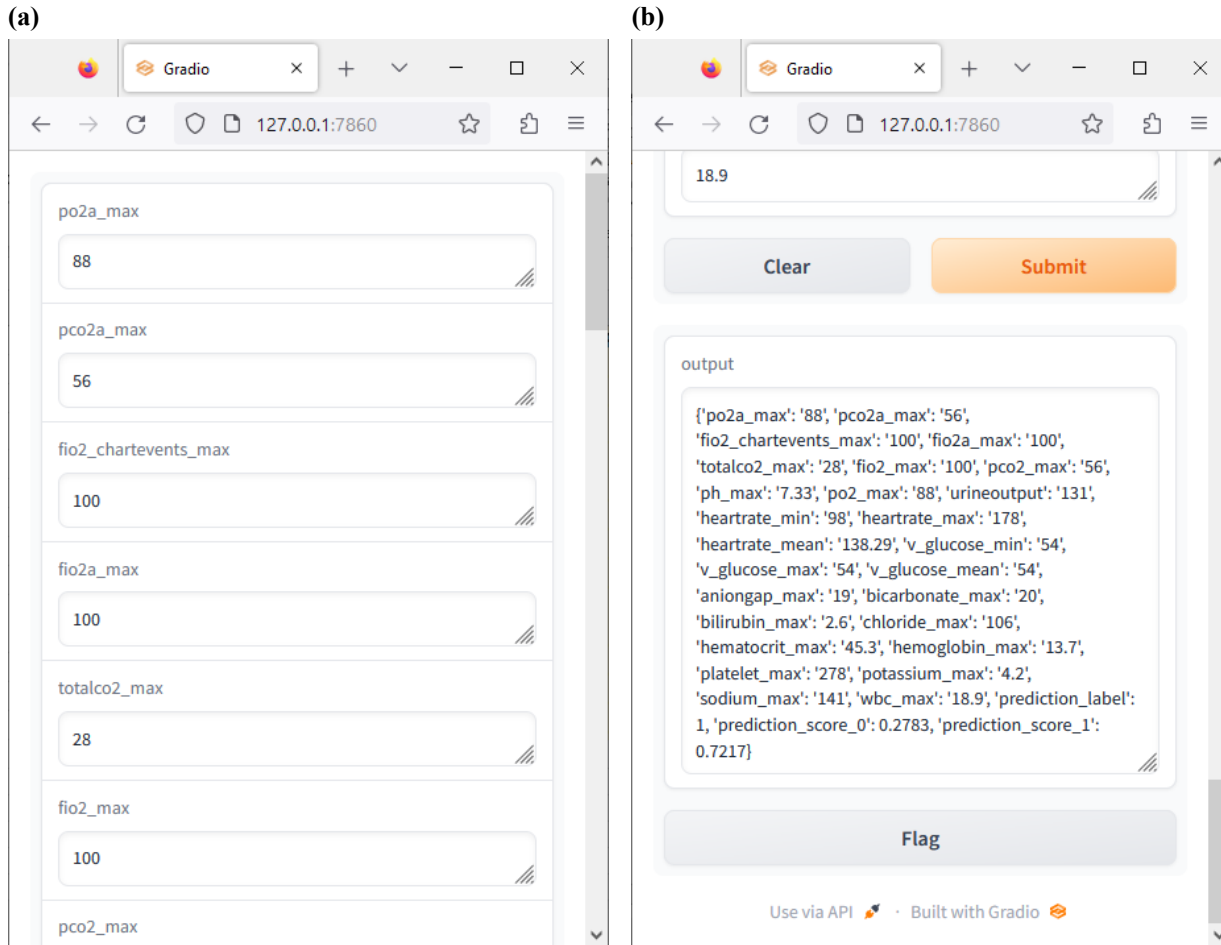 (a)
Gradio
127.0.0.1:7860
po2a_max
88
pco2a_max
56
fio2_chartevents_max
100
fio2a_max
100
totalco2_max
28
fio2_max
100
pco2_max
(b)
Gradio
127.0.0.1:7860
18.9
Clear
Submit
output
{'po2a_max': '88', 'pco2a_max': '56',
'fio2_chartevents_max': '100', 'fio2a_max': '100',
'totalco2_max': '28', 'fio2_max': '100', 'pco2_max': '56',
'ph_max': '7.33', 'po2_max': '88', 'urineoutput': '131',
'heartrate_min': '98', 'heartrate_max': '178',
'heartrate_mean': '138.29', 'v_glucose_min': '54',
'v_glucose_max': '54', 'v_glucose_mean': '54',
'aniongap_max': '19', 'bicarbonate_max': '20',
'bilirubin_max': '2.6', 'chloride_max': '106',
'hematocrit_max': '45.3', 'hemoglobin_max': '13.7',
'platelet_max': '278', 'potassium_max': '4.2',
'sodium_max': '141', 'wbc_max': '18.9', 'prediction_label':
1, 'prediction_score_0': 0.2783, 'prediction_score_1':
0.7217}
Flag
Use via API · Built with Gradio